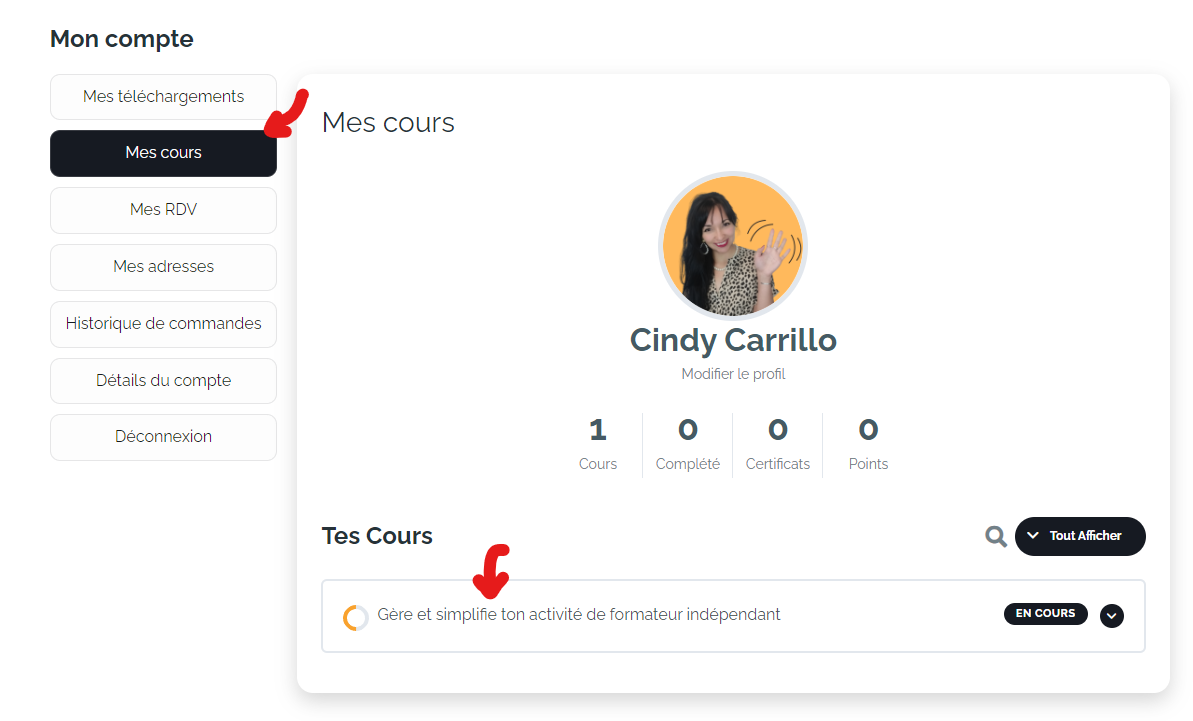 Mon compte
Mes téléchargements
Mes cours
Mes RDV
Mes adresses
Historique de commandes
Détails du compte
Déconnexion
Mes cours
Cindy Carrillo
Modifier le profil
1 0 0 0
Cours Complété Certificats Points
Tes Cours
Tout Afficher
Gère et simplifie ton activité de formateur indépendant EN COURS